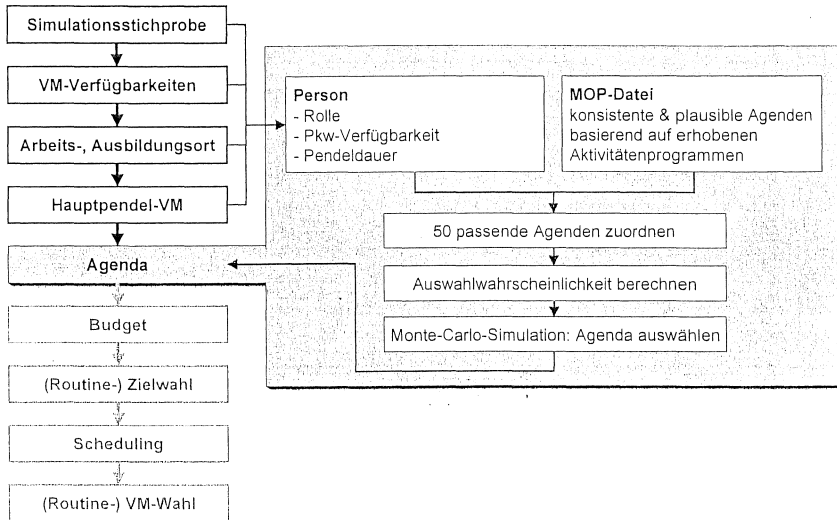 Simulationsstichprobe
VM-Verfügbarkeiten
Arbeits-, Ausbildungsort
Hauptpendel-VM
Agenda
Budget
(Routine-) Zielwahl
Scheduling
(Routine-) VM-Wahl
Person
- Rolle
- Pkw-Verfügbarkeit
- Pendeldauer
MOP-Datei
konsistente & plausible Agenden
basierend auf erhobenen
Aktivitätenprogrammen
50 passende Agenden zuordnen
Auswahlwahrscheinlichkeit berechnen
Monte-Carlo-Simulation: Agenda auswählen